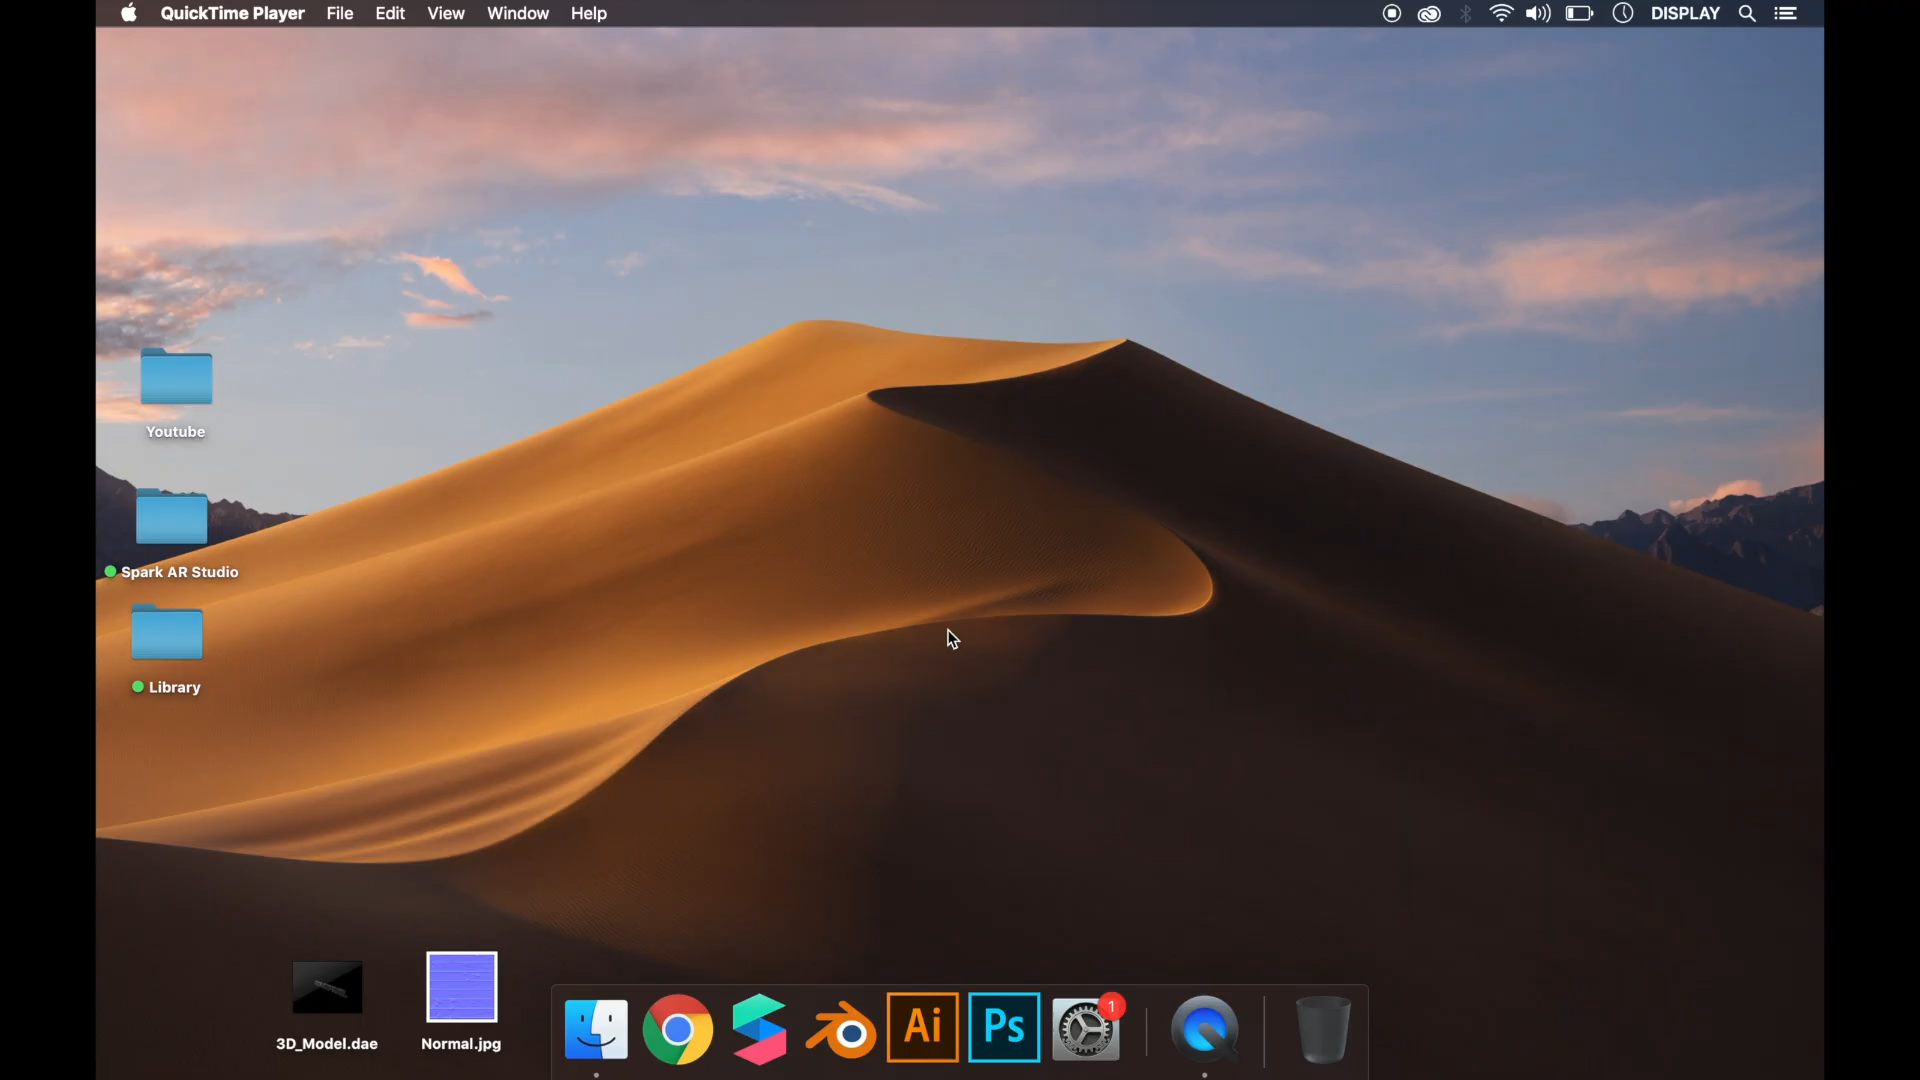 QuickTime Player File Edit View Window Help DISPLAY
Youtube
Spark AR Studio
Library
3D_Model.dae
Normal.jpg
Ai
Ps
1